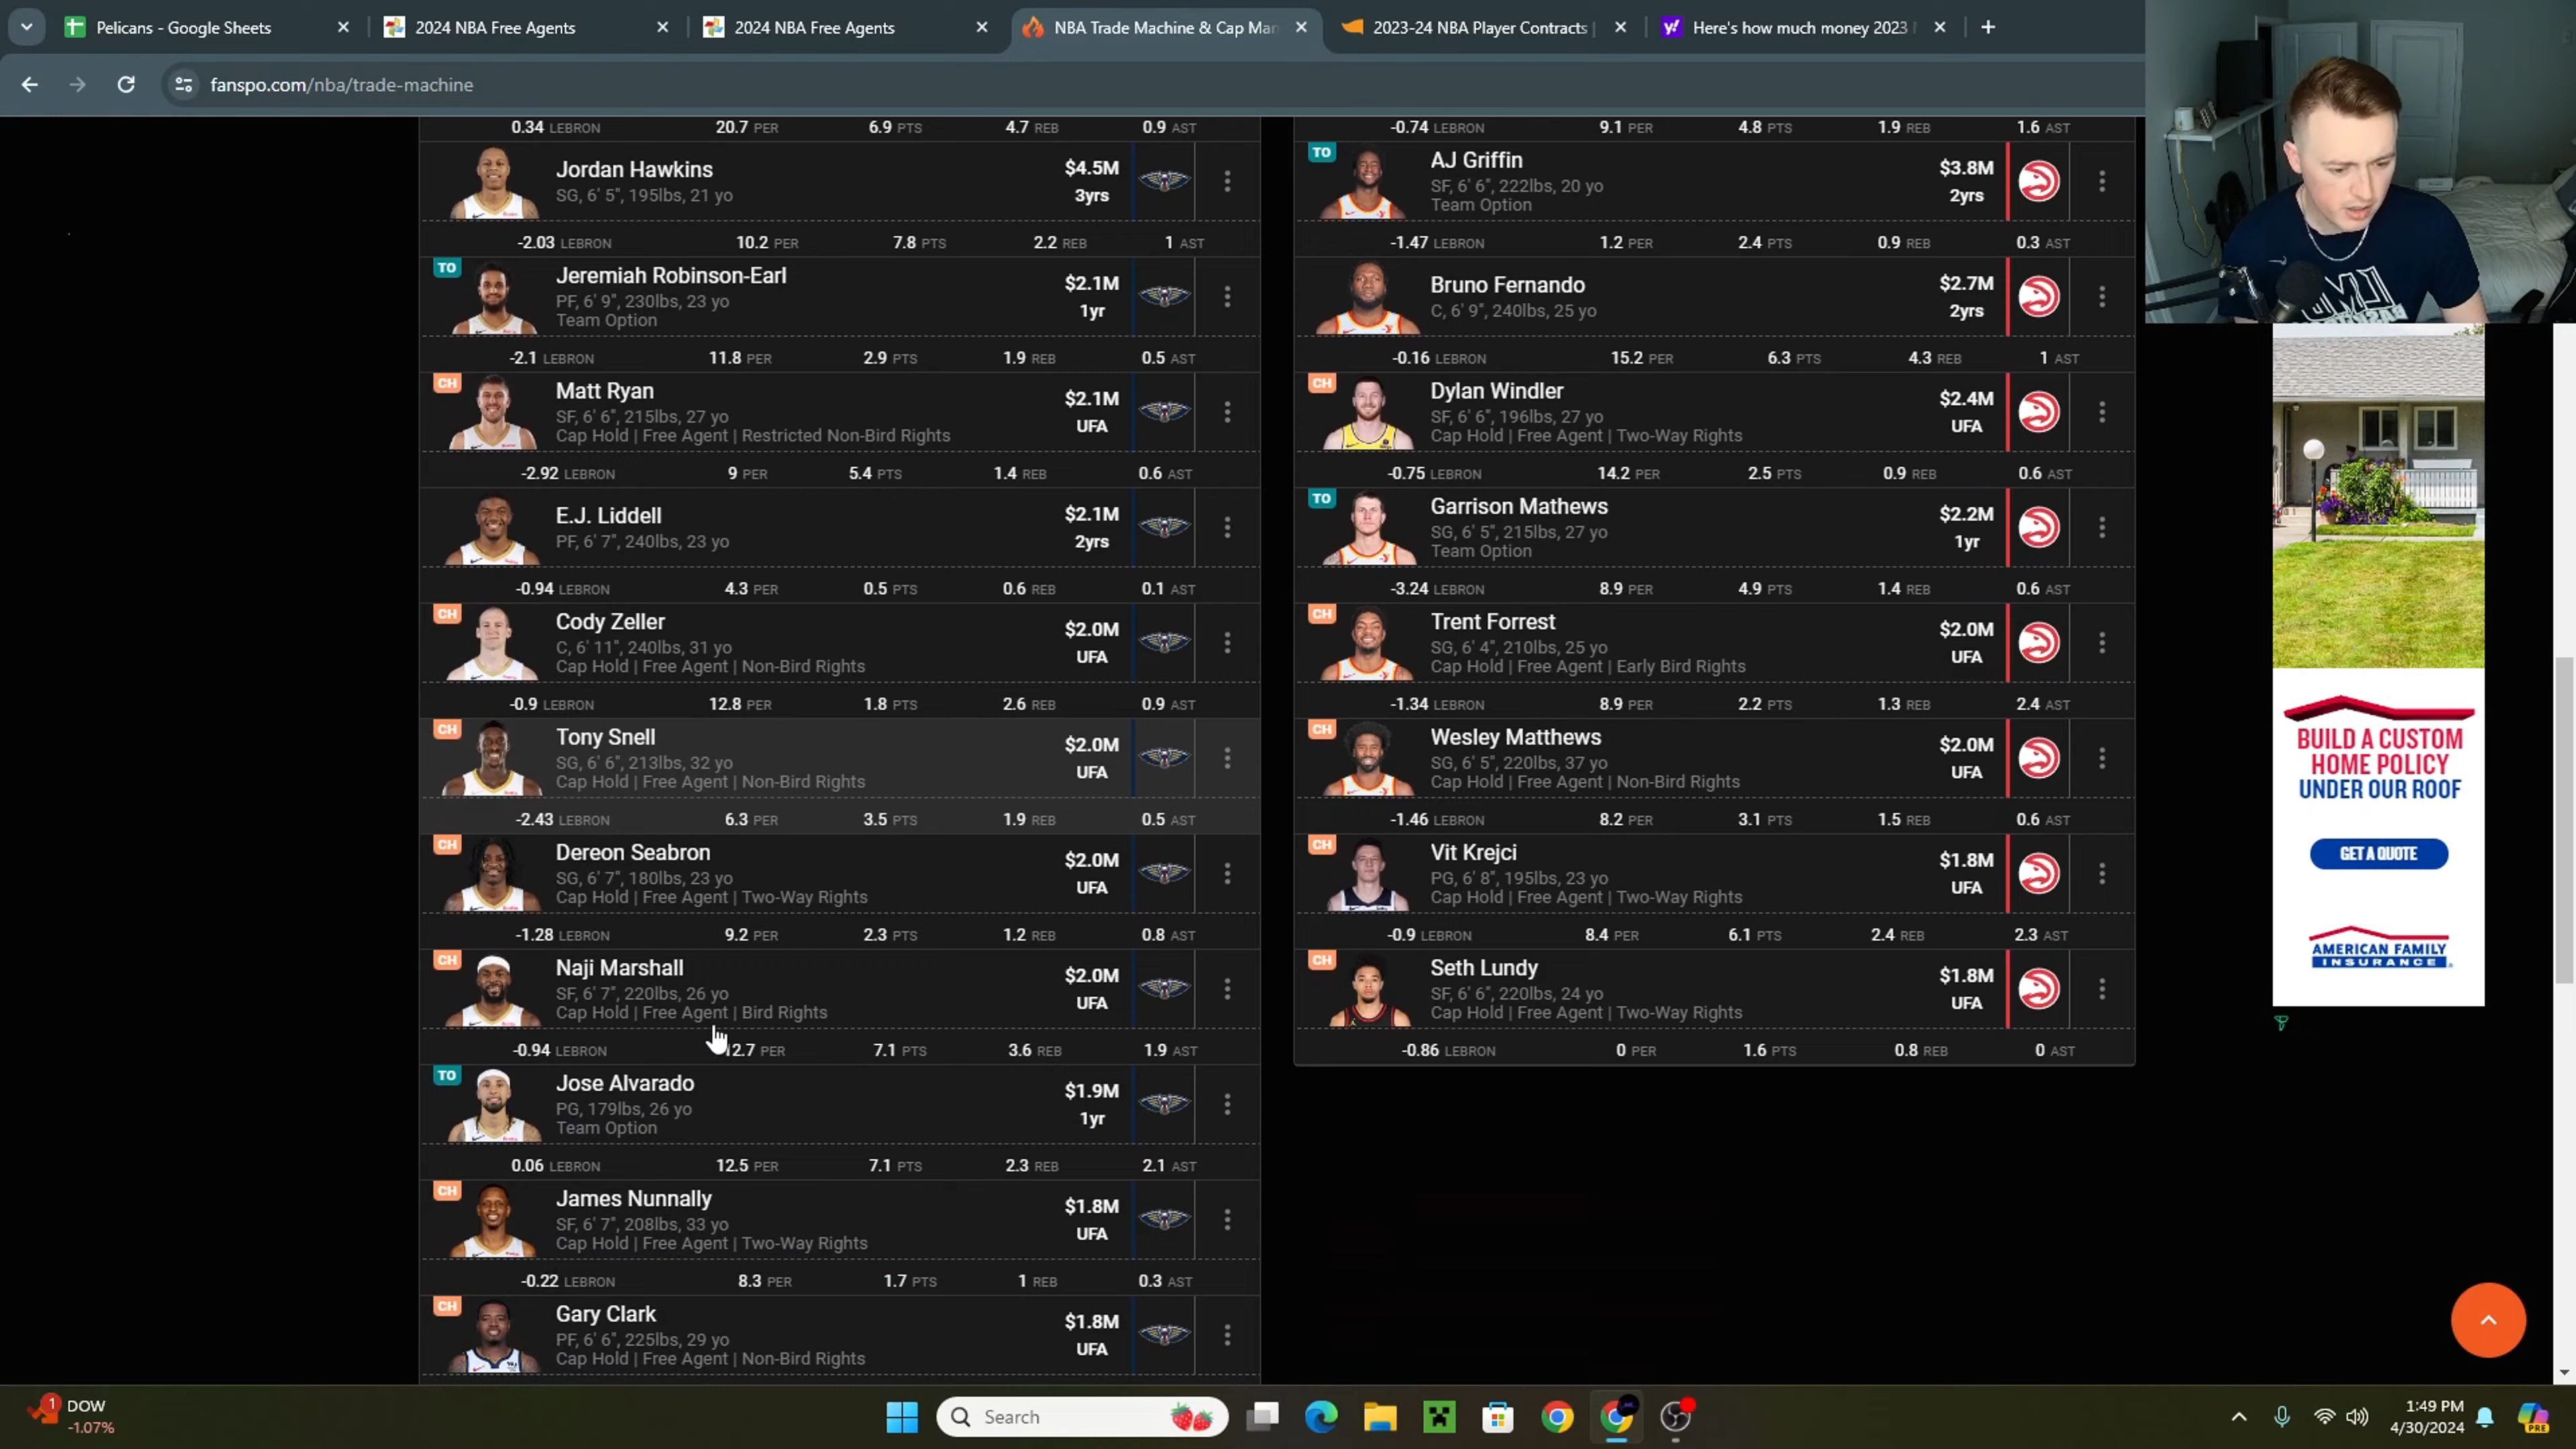 Pelicans - Google Sheets
2024 NBA Free Agents
2024 NBA Free Agents
NBA Trade Machine & Cap Man
2023-24 NBA Player Contracts |
Here's how much money 2023
fanspo.com/nba/trade-machine
0.34 LEBRON 20.7 PER 6.9 PTS 4.7 REB 0.9 AST
Jordan Hawkins $4.5M
SG, 6' 5", 195lbs, 21 yo 3yrs
-2.03 LEBRON 10.2 PER 7.8 PTS 2.2 REB 1 AST
TO Jeremiah Robinson-Earl $2.1M
PF, 6' 9", 230lbs, 23 yo 1yr
Team Option
-2.1 LEBRON 11.8 PER 2.9 PTS 1.9 REB 0.5 AST
CH Matt Ryan $2.1M
SF, 6' 6", 215lbs, 27 yo UFA
Cap Hold | Free Agent | Restricted Non-Bird Rights
-2.92 LEBRON 9 PER 5.4 PTS 1.4 REB 0.6 AST
E.J. Liddell $2.1M
PF, 6' 7", 240lbs, 23 yo 2yrs
-0.94 LEBRON 4.3 PER 0.5 PTS 0.6 REB 0.1 AST
CH Cody Zeller $2.0M
C, 6' 11", 240lbs, 31 yo UFA
Cap Hold | Free Agent | Non-Bird Rights
-0.9 LEBRON 12.8 PER 1.8 PTS 2.6 REB 0.9 AST
CH Tony Snell $2.0M
SG, 6' 6", 213lbs, 32 yo UFA
Cap Hold | Free Agent | Non-Bird Rights
-2.43 LEBRON 6.3 PER 3.5 PTS 1.9 REB 0.5 AST
CH Dereon Seabron $2.0M
SG, 6' 7", 180lbs, 23 yo UFA
Cap Hold | Free Agent | Two-Way Rights
-1.28 LEBRON 9.2 PER 2.3 PTS 1.2 REB 0.8 AST
CH Naji Marshall $2.0M
SF, 6' 7", 220lbs, 26 yo UFA
Cap Hold | Free Agent | Bird Rights
-0.94 LEBRON 12.7 PER 7.1 PTS 3.6 REB 1.9 AST
TO Jose Alvarado $1.9M
PG, 179lbs, 26 yo 1yr
Team Option
0.06 LEBRON 12.5 PER 7.1 PTS 2.3 REB 2.1 AST
CH James Nunnally $1.8M
SF, 6' 7", 208lbs, 33 yo UFA
Cap Hold | Free Agent | Two-Way Rights
-0.22 LEBRON 8.3 PER 1.7 PTS 1 REB 0.3 AST
CH Gary Clark $1.8M
PF, 6' 6", 225lbs, 29 yo UFA
Cap Hold | Free Agent | Non-Bird Rights
-0.74 LEBRON 9.1 PER 4.8 PTS 1.9 REB 1.6 AST
TO AJ Griffin $3.8M
SF, 6' 6", 222lbs, 20 yo 2yrs
Team Option
-1.47 LEBRON 1.2 PER 2.4 PTS 0.9 REB 0.3 AST
Bruno Fernando $2.7M
C, 6' 9", 240lbs, 25 yo 2yrs
-0.16 LEBRON 15.2 PER 6.3 PTS 4.3 REB 1 AST
CH Dylan Windler $2.4M
SF, 6' 6", 196lbs, 27 yo UFA
Cap Hold | Free Agent | Two-Way Rights
-0.75 LEBRON 14.2 PER 2.5 PTS 0.9 REB 0.6 AST
TO Garrison Mathews $2.2M
SG, 6' 5", 215lbs, 27 yo 1yr
Team Option
-3.24 LEBRON 8.9 PER 4.9 PTS 1.4 REB 0.6 AST
CH Trent Forrest $2.0M
SG, 6' 4", 210lbs, 25 yo UFA
Cap Hold | Free Agent | Early Bird Rights
-1.34 LEBRON 8.9 PER 2.2 PTS 1.3 REB 2.4 AST
CH Wesley Matthews $2.0M
SG, 6' 5", 220lbs, 37 yo UFA
Cap Hold | Free Agent | Non-Bird Rights
-1.46 LEBRON 8.2 PER 3.1 PTS 1.5 REB 0.6 AST
CH Vit Krejci $1.8M
PG, 6' 8", 195lbs, 23 yo UFA
Cap Hold | Free Agent | Two-Way Rights
-0.9 LEBRON 8.4 PER 6.1 PTS 2.4 REB 2.3 AST
CH Seth Lundy $1.8M
SF, 6' 6", 220lbs, 24 yo UFA
Cap Hold | Free Agent | Two-Way Rights
-0.86 LEBRON 0 PER 1.6 PTS 0.8 REB 0 AST
BUILD A CUSTOM
HOME POLICY
UNDER OUR ROOF
GET A QUOTE
AMERICAN FAMILY
INSURANCE
1 DOW
-1.07%
Search
1:49 PM
4/30/2024
PRE